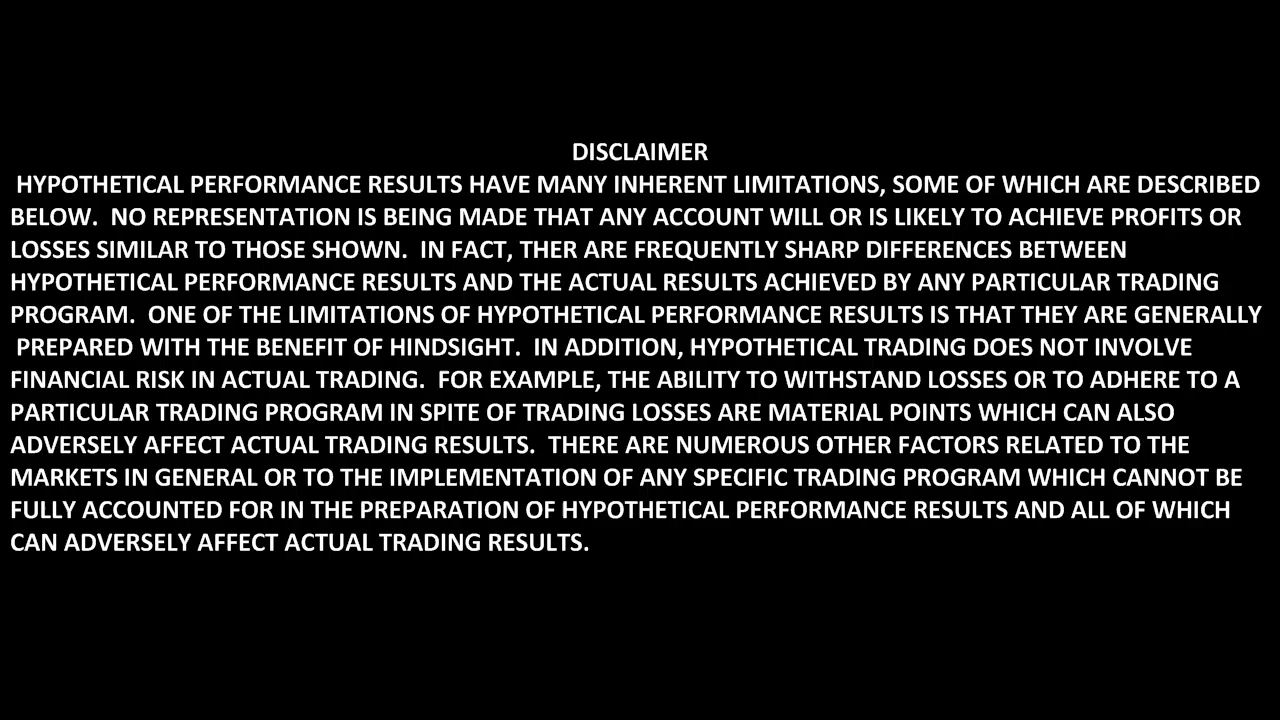 DISCLAIMER
HYPOTHETICAL PERFORMANCE RESULTS HAVE MANY INHERENT LIMITATIONS, SOME OF WHICH ARE DESCRIBED
BELOW.  NO REPRESENTATION IS BEING MADE THAT ANY ACCOUNT WILL OR IS LIKELY TO ACHIEVE PROFITS OR
LOSSES SIMILAR TO THOSE SHOWN.  IN FACT, THER ARE FREQUENTLY SHARP DIFFERENCES BETWEEN
HYPOTHETICAL PERFORMANCE RESULTS AND THE ACTUAL RESULTS ACHIEVED BY ANY PARTICULAR TRADING
PROGRAM.  ONE OF THE LIMITATIONS OF HYPOTHETICAL PERFORMANCE RESULTS IS THAT THEY ARE GENERALLY
PREPARED WITH THE BENEFIT OF HINDSIGHT.  IN ADDITION, HYPOTHETICAL TRADING DOES NOT INVOLVE
FINANCIAL RISK IN ACTUAL TRADING.  FOR EXAMPLE, THE ABILITY TO WITHSTAND LOSSES OR TO ADHERE TO A
PARTICULAR TRADING PROGRAM IN SPITE OF TRADING LOSSES ARE MATERIAL POINTS WHICH CAN ALSO
ADVERSELY AFFECT ACTUAL TRADING RESULTS.  THERE ARE NUMEROUS OTHER FACTORS RELATED TO THE
MARKETS IN GENERAL OR TO THE IMPLEMENTATION OF ANY SPECIFIC TRADING PROGRAM WHICH CANNOT BE
FULLY ACCOUNTED FOR IN THE PREPARATION OF HYPOTHETICAL PERFORMANCE RESULTS AND ALL OF WHICH
CAN ADVERSELY AFFECT ACTUAL TRADING RESULTS.